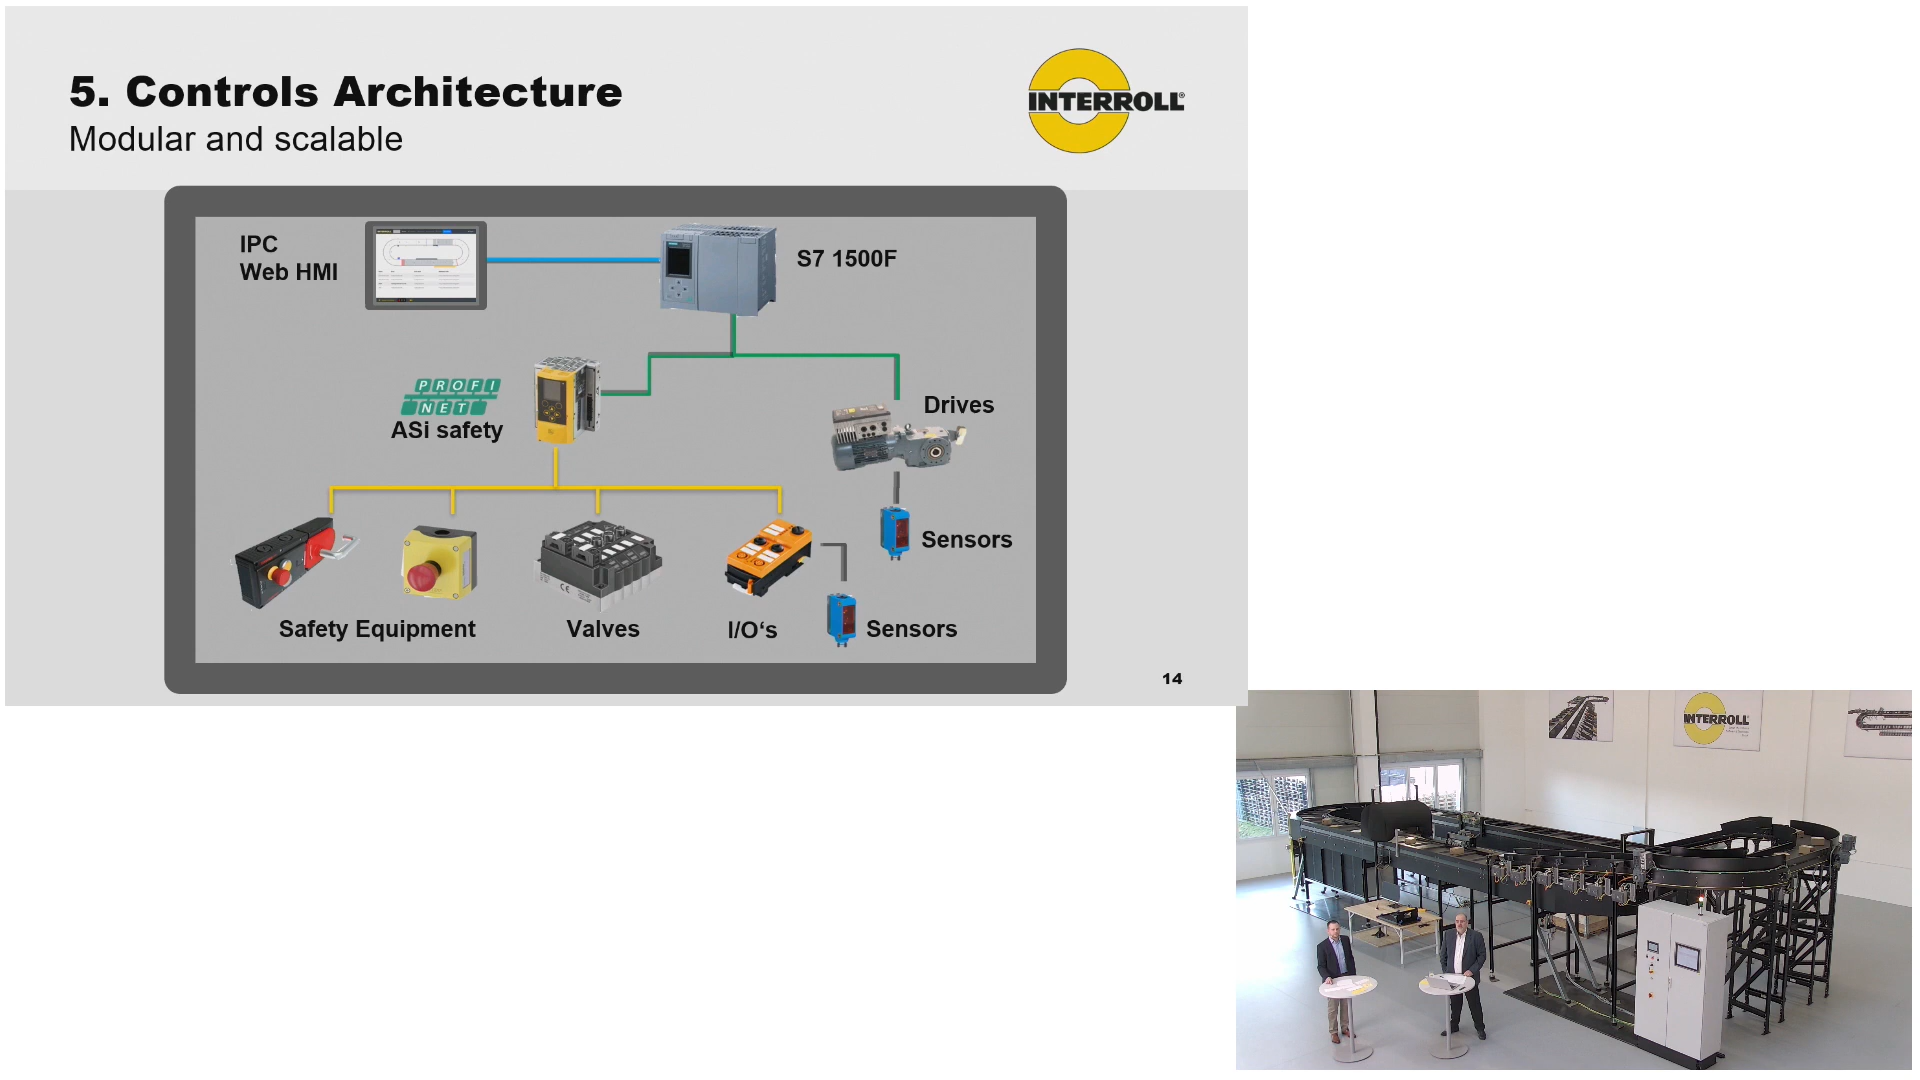 5. Controls Architecture
Modular and scalable
INTERROLL®
IPC
Web HMI
S7 1500F
PROFI
NET
ASi safety
Drives
Sensors
Safety Equipment
Valves
I/O‘s
Sensors
14
INTERROLL